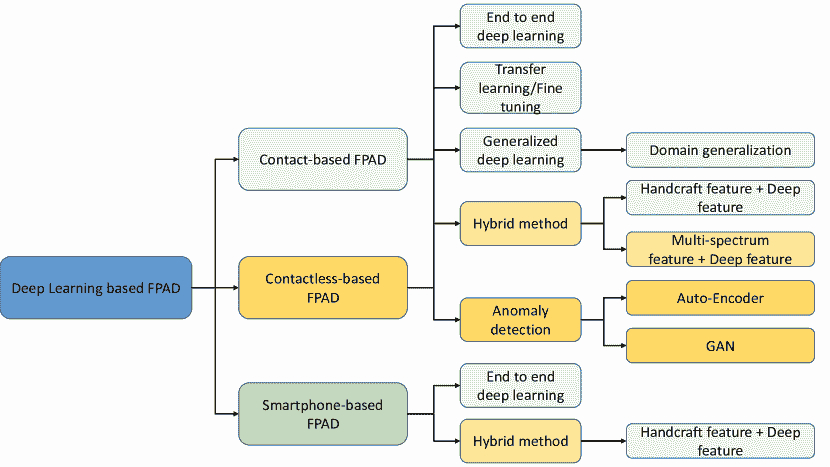 Deep Learning based FPAD
Contact-based FPAD
Contactless-based
FPAD
Smartphone-based
FPAD
End to end
deep learning
Transfer
learning/Fine
tuning
Generalized
deep learning
Domain generalization
Hybrid method
Handcraft feature + Deep
feature
Multi-spectrum
feature + Deep feature
Anomaly
detection
Auto-Encoder
GAN
End to end
deep learning
Hybrid method
Handcraft feature + Deep
feature